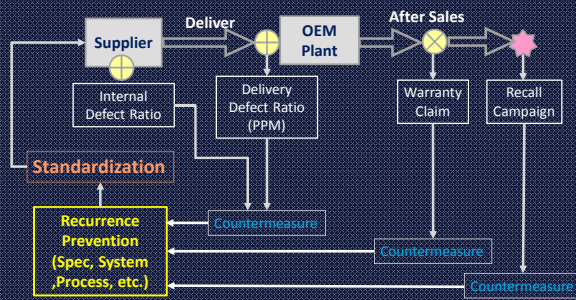 Deliver
After Sales
Supplier
OEM
Plant
Internal
Defect Ratio
Delivery
Defect Ratio
(PPM)
Warranty
Claim
Recall
Campaign
Standardization
Recurrence
Prevention
(Spec, System
,Process, etc.)
Countermeasure
Countermeasure
Countermeasure